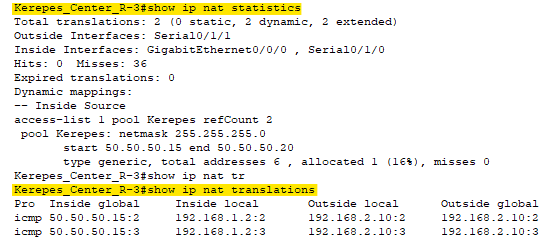 Kerepes_Center_R-3#show ip nat statistics
Total translations: 2 (0 static, 2 dynamic, 2 extended)
Outside Interfaces: Serial0/1/1
Inside Interfaces: GigabitEthernet0/0/0 , Serial0/1/0
Hits: 0  Misses: 36
Expired translations: 0
Dynamic mappings:
-- Inside Source
access-list 1 pool Kerepes refCount 2
 pool Kerepes: netmask 255.255.255.0
       start 50.50.50.15 end 50.50.50.20
       type generic, total addresses 6 , allocated 1 (16%), misses 0
Kerepes_Center_R-3#show ip nat tr
Kerepes_Center_R-3#show ip nat translations
Pro  Inside global     Inside local       Outside local      Outside global
icmp 50.50.50.15:2     192.168.1.2:2      192.168.2.10:2     192.168.2.10:2
icmp 50.50.50.15:3     192.168.1.2:3      192.168.2.10:3     192.168.2.10:3